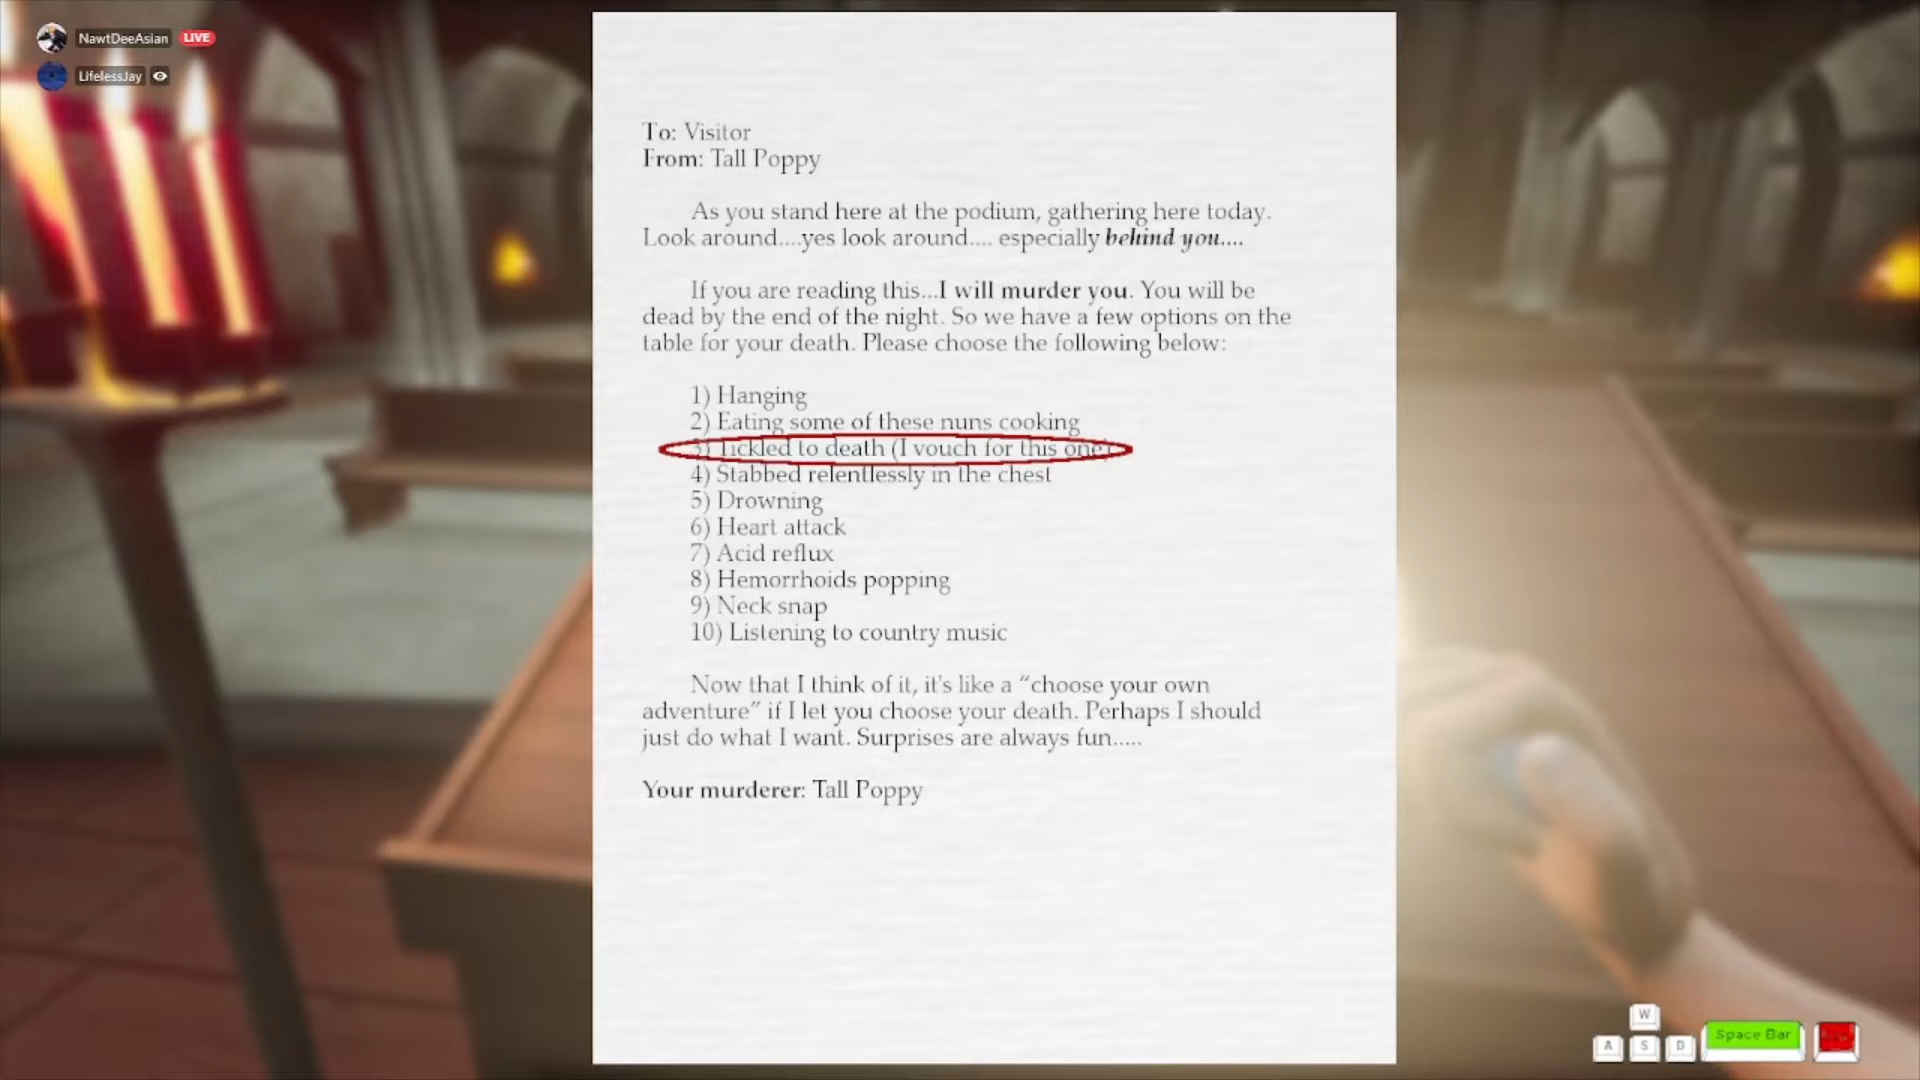 NawtDeeAsian LIVE
LifelessJay
To: Visitor
From: Tall Poppy
As you stand here at the podium, gathering here today.
Look around....yes look around.... especially behind you....
If you are reading this...I will murder you. You will be
dead by the end of the night. So we have a few options on the
table for your death. Please choose the following below:
1) Hanging
2) Eating some of these nuns cooking
3) Tickled to death (I vouch for this one)
4) Stabbed relentlessly in the chest
5) Drowning
6) Heart attack
7) Acid reflux
8) Hemorrhoids popping
9) Neck snap
10) Listening to country music
Now that I think of it, it's like a “choose your own
adventure” if I let you choose your death. Perhaps I should
just do what I want. Surprises are always fun.....
Your murderer: Tall Poppy
W
A S D Space Bar